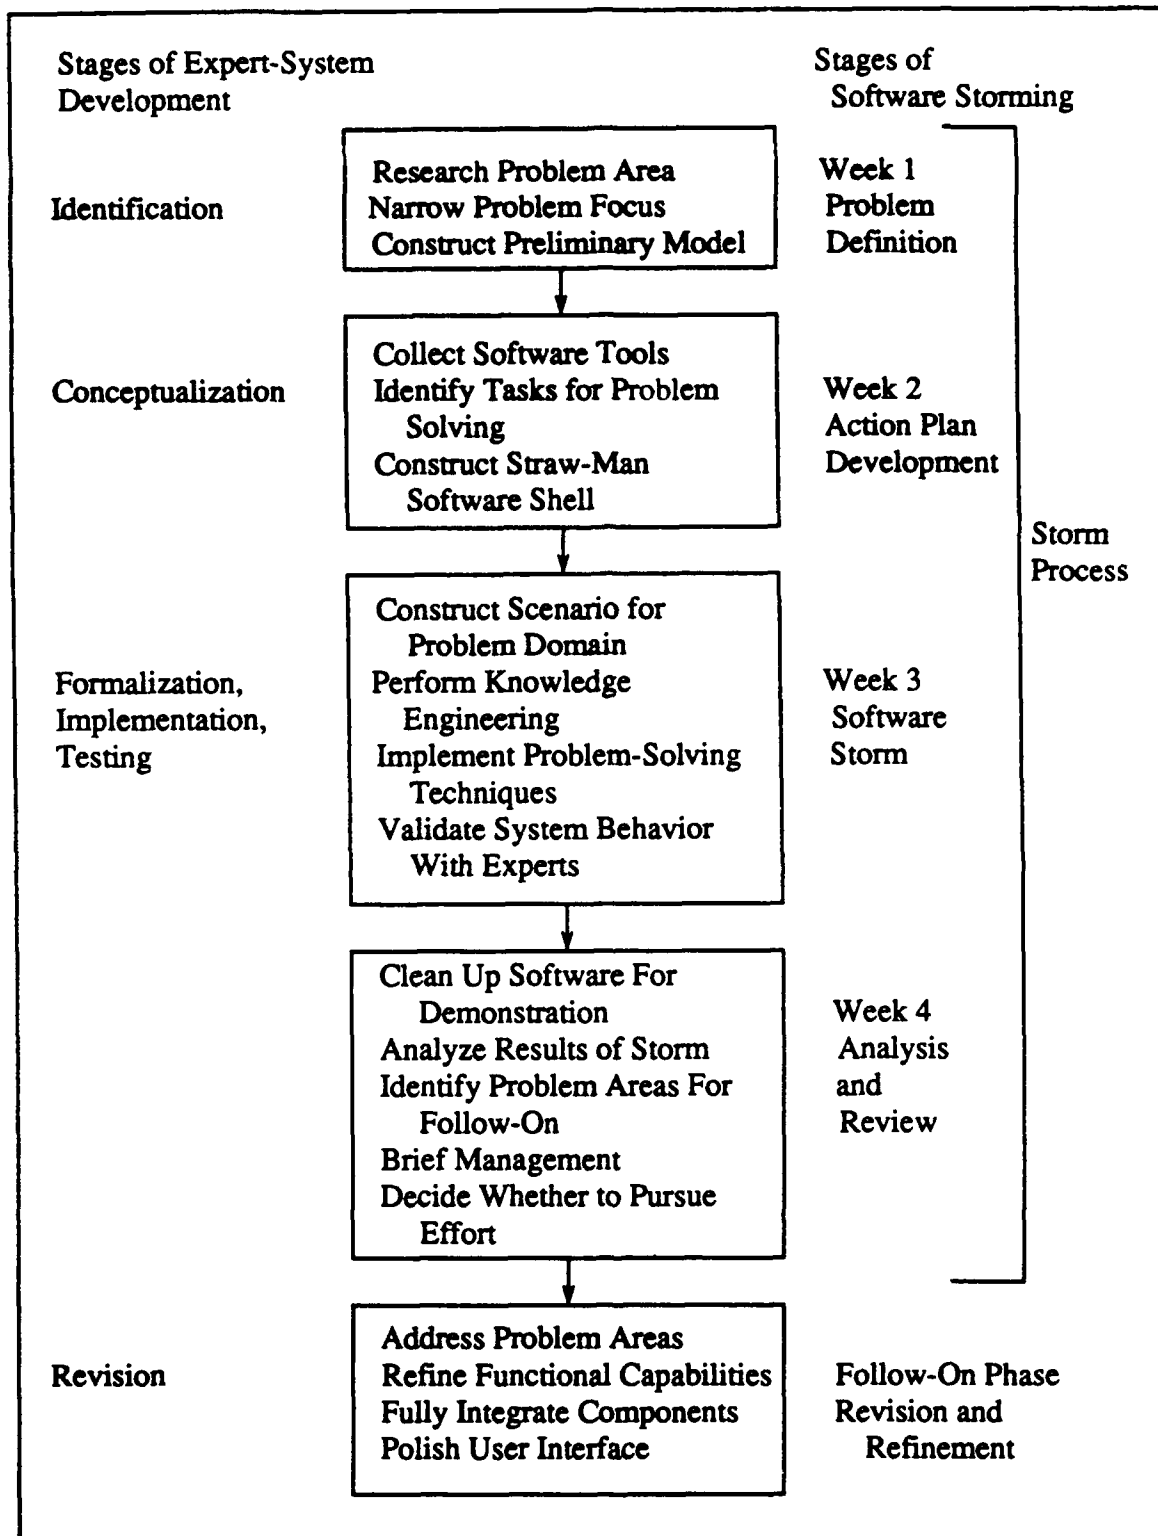 Stages of Expert-System
Development
Stages of
Software Storming
Identification
Research Problem Area
Narrow Problem Focus
Construct Preliminary Model
Week 1
Problem
Definition
Conceptualization
Collect Software Tools
Identify Tasks for Problem
Solving
Construct Straw-Man
Software Shell
Week 2
Action Plan
Development
Storm
Process
Formalization,
Implementation,
Testing
Construct Scenario for
Problem Domain
Perform Knowledge
Engineering
Implement Problem-Solving
Techniques
Validate System Behavior
With Experts
Week 3
Software
Storm
Clean Up Software For
Demonstration
Analyze Results of Storm
Identify Problem Areas For
Follow-On
Brief Management
Decide Whether to Pursue
Effort
Week 4
Analysis
and
Review
Revision
Address Problem Areas
Refine Functional Capabilities
Fully Integrate Components
Polish User Interface
Follow-On Phase
Revision and
Refinement